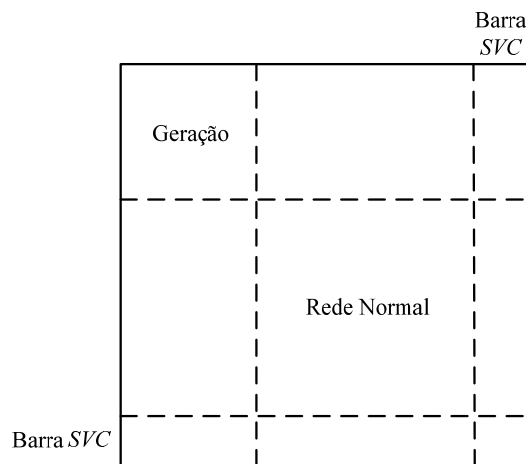 Barra
SVC
Geração
Rede Normal
Barra SVC